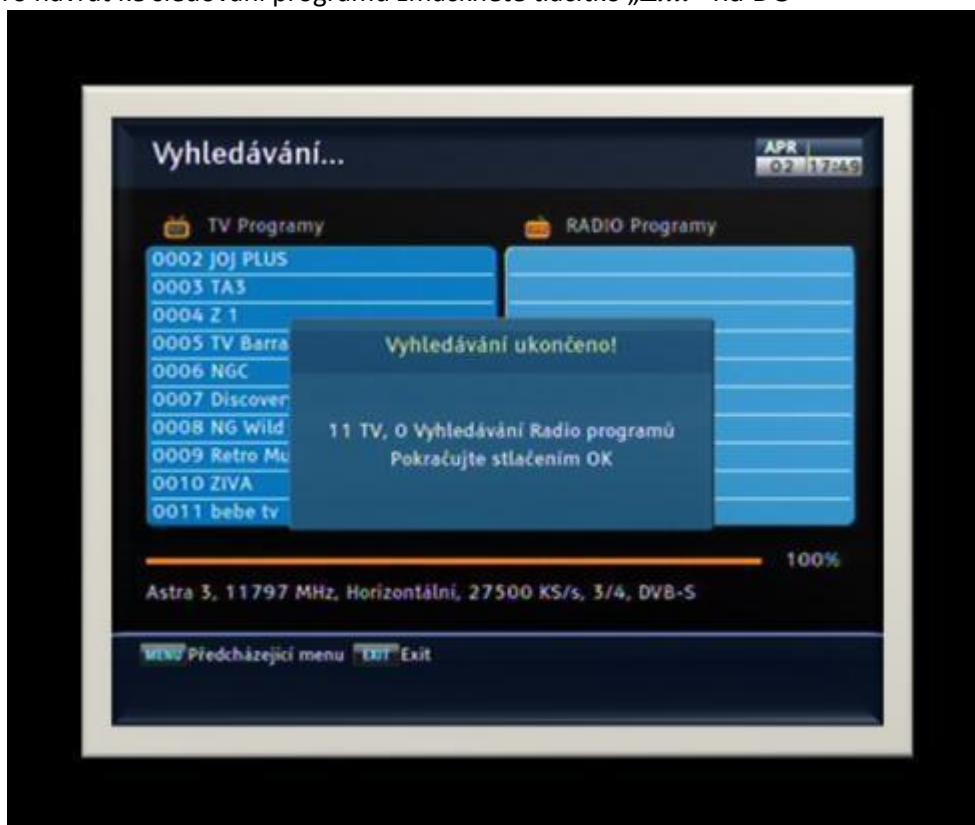 Vyhledávání...
APR
02 17:49
TV Programy
RADIO Programy
0002 JOJ PLUS
0003 TA3
0004 Z 1
0005 TV Barra
0006 NGC
0007 Discover
0008 NG Wild
0009 Retro Mu
0010 ZIVA
0011 bebe tv
Vyhledávání ukončeno!
11 TV, 0 Vyhledávání Radio programů
Pokračujte stlačením OK
100%
Astra 3, 11797 MHz, Horizontální, 27500 KS/s, 3/4, DVB-S
MENU Předcházející menu EXIT Exit